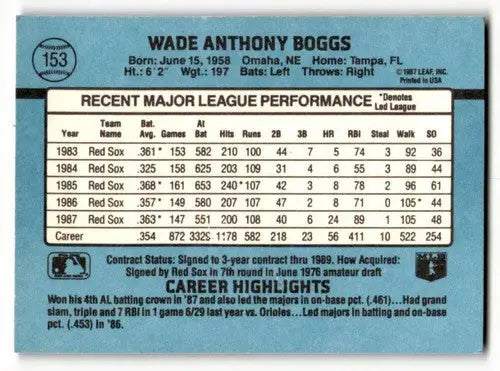 153
WADE ANTHONY BOGGS
Born: June 15, 1958 Omaha, NE Home: Tampa, FL
Ht.: 6'2" Wgt.: 197 Bats: Left Throws: Right
©1987 LEAF, INC.
Printed in USA
RECENT MAJOR LEAGUE PERFORMANCE *Denotes Led League
Year Team Name Bat. Avg. Games At Bat Hits Runs 2B 3B HR RBI Steal Walk SO
1983 Red Sox .361* 153 582 210 100 44 7 5 74 3 92 36
1984 Red Sox .325 158 625 203 109 31 4 6 55 3 89 44
1985 Red Sox .368* 161 653 240* 107 42 3 8 78 2 96 61
1986 Red Sox .357* 149 580 207 107 47 2 8 71 0 105* 44
1987 Red Sox .363* 147 551 200 108 40 6 24 89 1 105 48
Career .354 872 3329 1178 582 218 23 56 411 10 522 254
Contract Status: Signed to 3-year contract thru 1989. How Acquired:
Signed by Red Sox in 7th round in June 1976 amateur draft
CAREER HIGHLIGHTS
Won his 4th AL batting crown in '87 and also led the majors in on-base pct. (.461)...Had grand
slam, triple and 7 RBI in 1 game 6/29 last year vs. Orioles...Led majors in batting and on-base
pct. (.453) in '86.